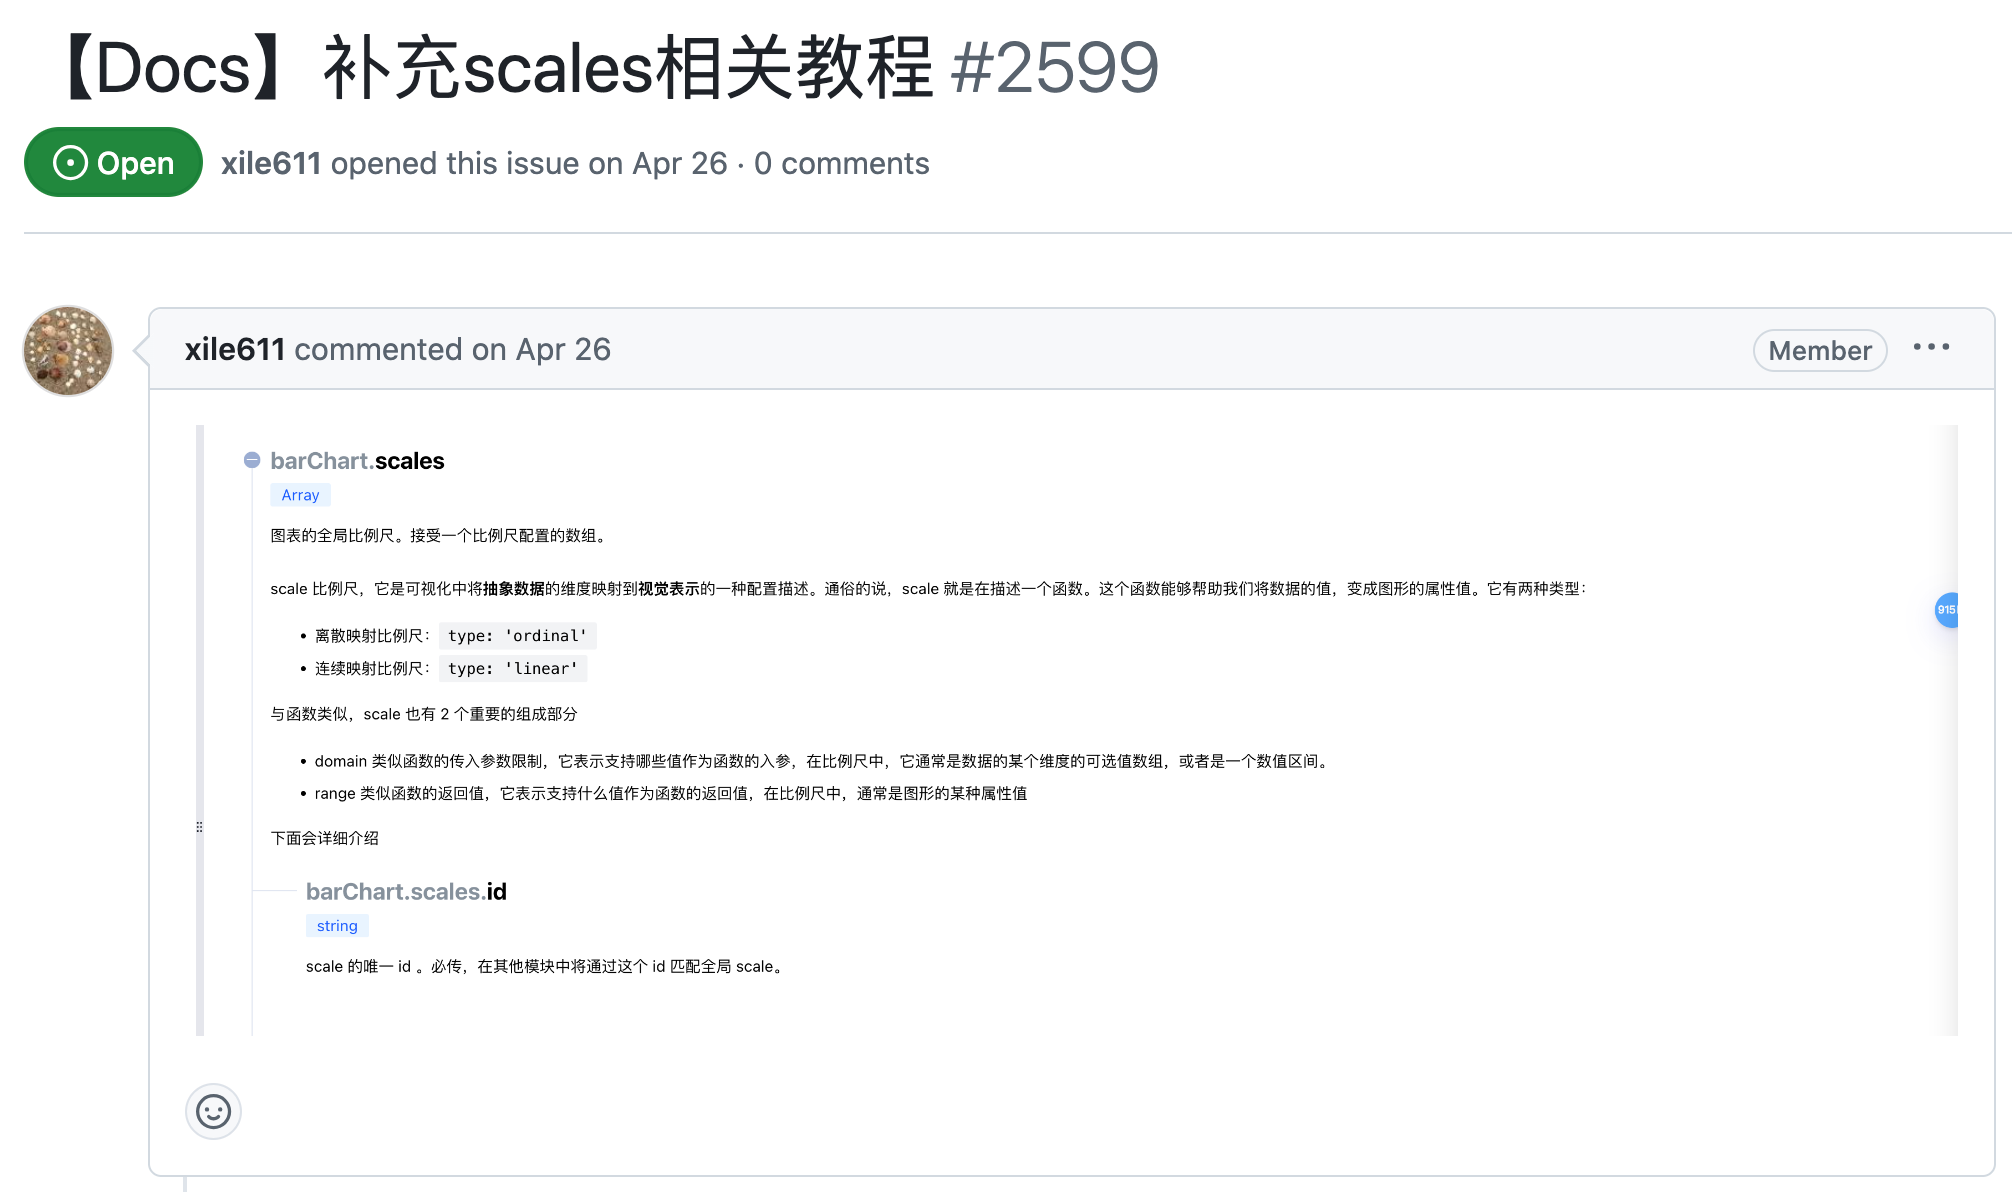 【Docs】补充scales相关教程 #2599
Open
xile611 opened this issue on Apr 26 · 0 comments
xile611 commented on Apr 26
Member
barChart.scales
Array
图表的全局比例尺。接受一个比例尺配置的数组。
scale 比例尺，它是可视化中将抽象数据的维度映射到视觉表示的一种配置描述。通俗的说，scale 就是在描述一个函数。这个函数能够帮助我们将数据的值，变成图形的属性值。它有两种类型：
• 离散映射比例尺： type: 'ordinal'
• 连续映射比例尺： type: 'linear'
与函数类似，scale 也有 2 个重要的组成部分
• domain 类似函数的传入参数限制，它表示支持哪些值作为函数的入参，在比例尺中，它通常是数据的某个维度的可选值数组，或者是一个数值区间。
• range 类似函数的返回值，它表示支持什么值作为函数的返回值，在比例尺中，通常是图形的某种属性值
下面会详细介绍
barChart.scales.id
string
scale 的唯一 id 。必传，在其他模块中将通过这个 id 匹配全局 scale。